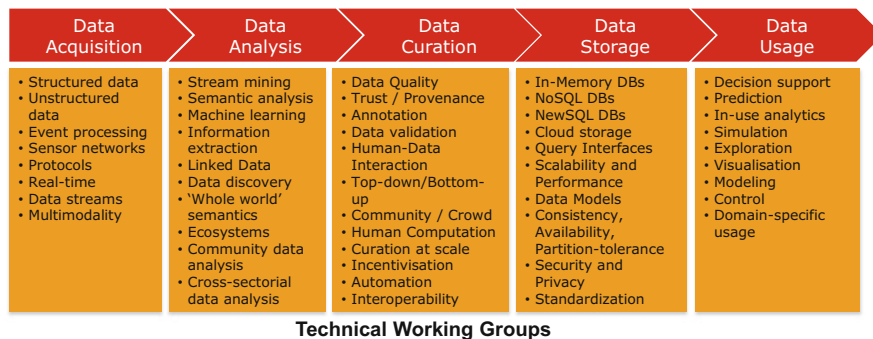 Data
Acquisition
Data
Analysis
Data
Curation
Data
Storage
Data
Usage
• Structured data
• Unstructured
data
• Event processing
• Sensor networks
• Protocols
• Real-time
• Data streams
• Multimodality
• Stream mining
• Semantic analysis
• Machine learning
• Information
extraction
• Linked Data
• Data discovery
• ‘Whole world’
semantics
• Ecosystems
• Community data
analysis
• Cross-sectorial
data analysis
• Data Quality
• Trust / Provenance
• Annotation
• Data validation
• Human-Data
Interaction
• Top-down/Bottom-
up
• Community / Crowd
• Human Computation
• Curation at scale
• Incentivisation
• Automation
• Interoperability
• In-Memory DBs
• NoSQL DBs
• NewSQL DBs
• Cloud storage
• Query Interfaces
• Scalability and
Performance
• Data Models
• Consistency,
Availability,
Partition-tolerance
• Security and
Privacy
• Standardization
• Decision support
• Prediction
• In-use analytics
• Simulation
• Exploration
• Visualisation
• Modeling
• Control
• Domain-specific
usage
Technical Working Groups